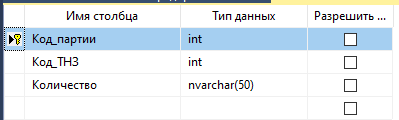 Имя столбца Тип данных Разрешить ...
Код_партии int
Код_ТНЗ int
Количество nvarchar(50)